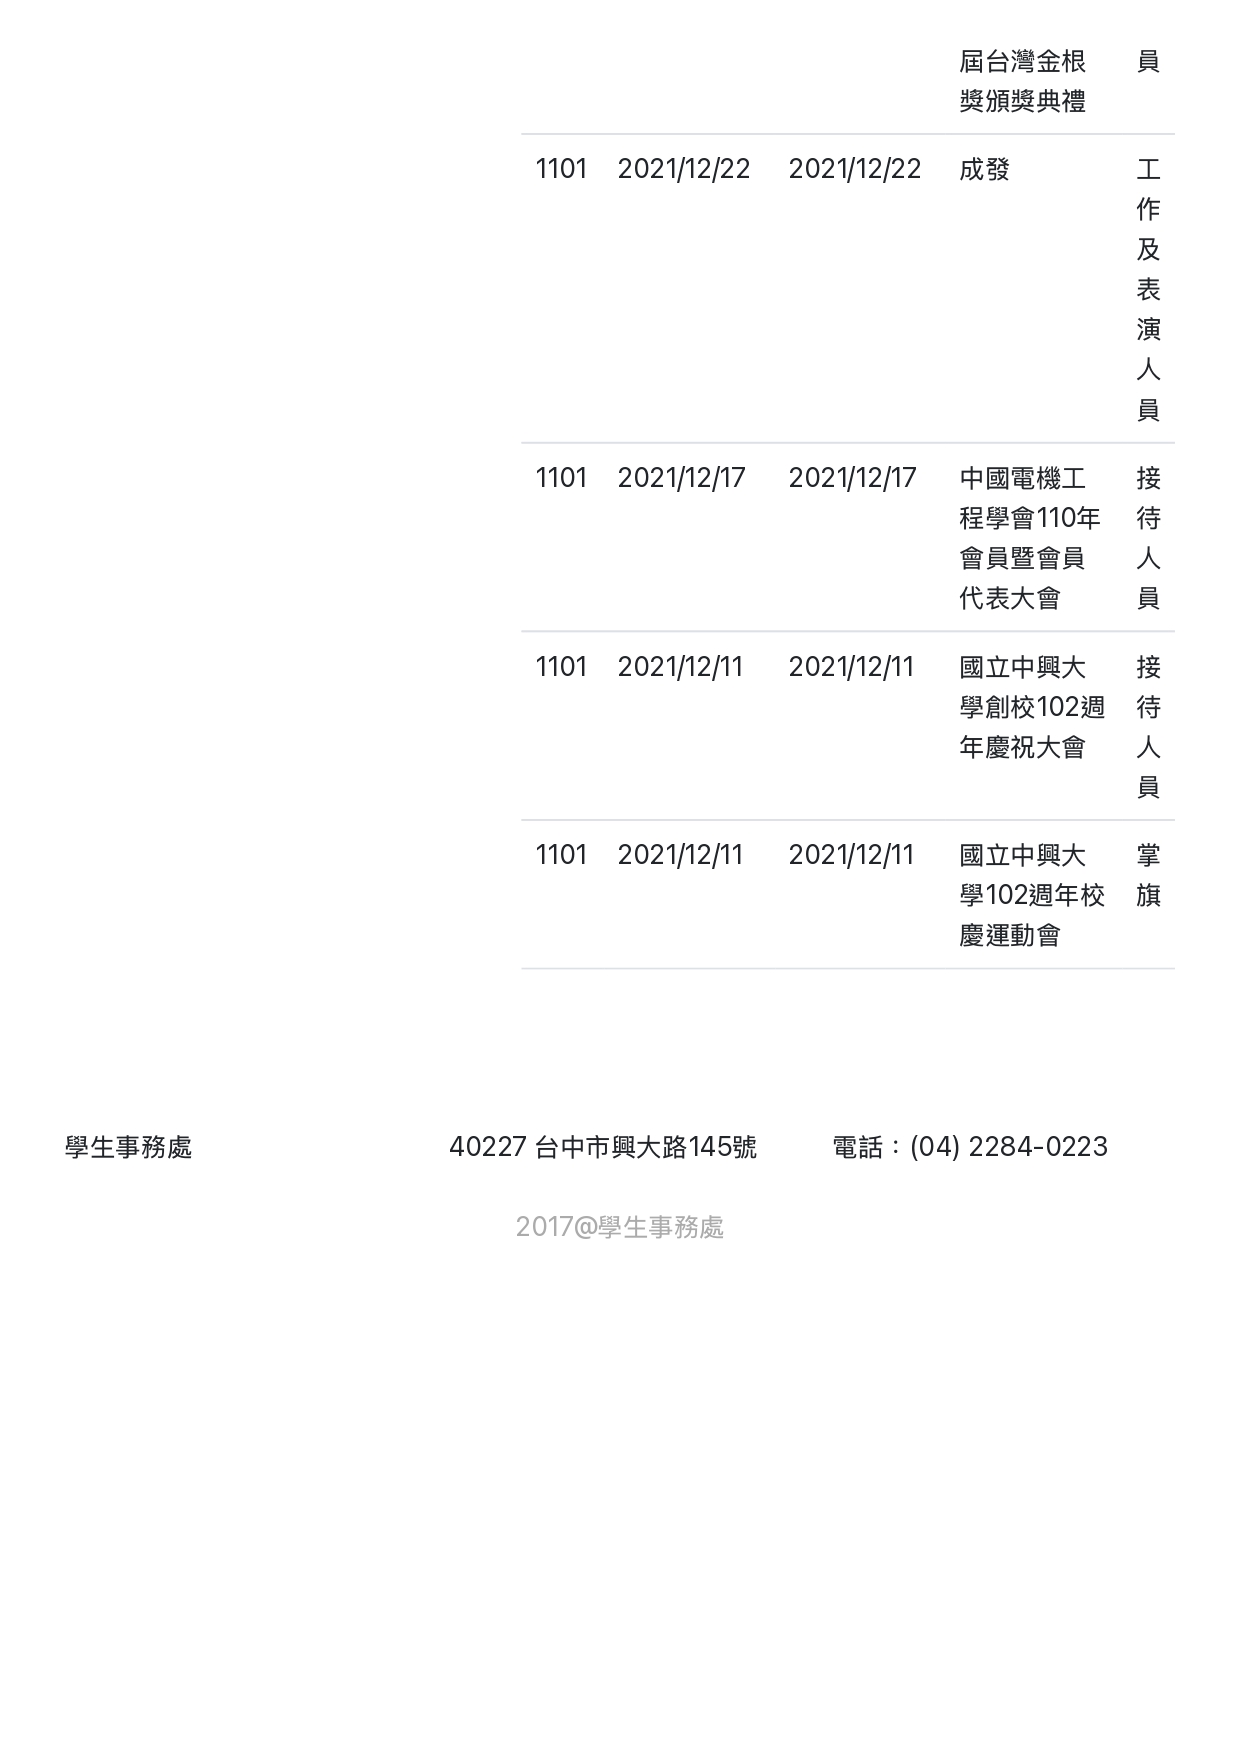 屆台灣金根 員
獎頒獎典禮
1101 2021/12/22 2021/12/22 成發 工
作
及
表
演
人
員
1101 2021/12/17 2021/12/17 中國電機工 接
程學會110年 待
會員暨會員 人
代表大會 員
1101 2021/12/11 2021/12/11 國立中興大 接
學創校102週 待
年慶祝大會 人
員
1101 2021/12/11 2021/12/11 國立中興大 掌
學102週年校 旗
慶運動會
學生事務處 40227 台中市興大路145號 電話：(04) 2284-0223
2017@學生事務處